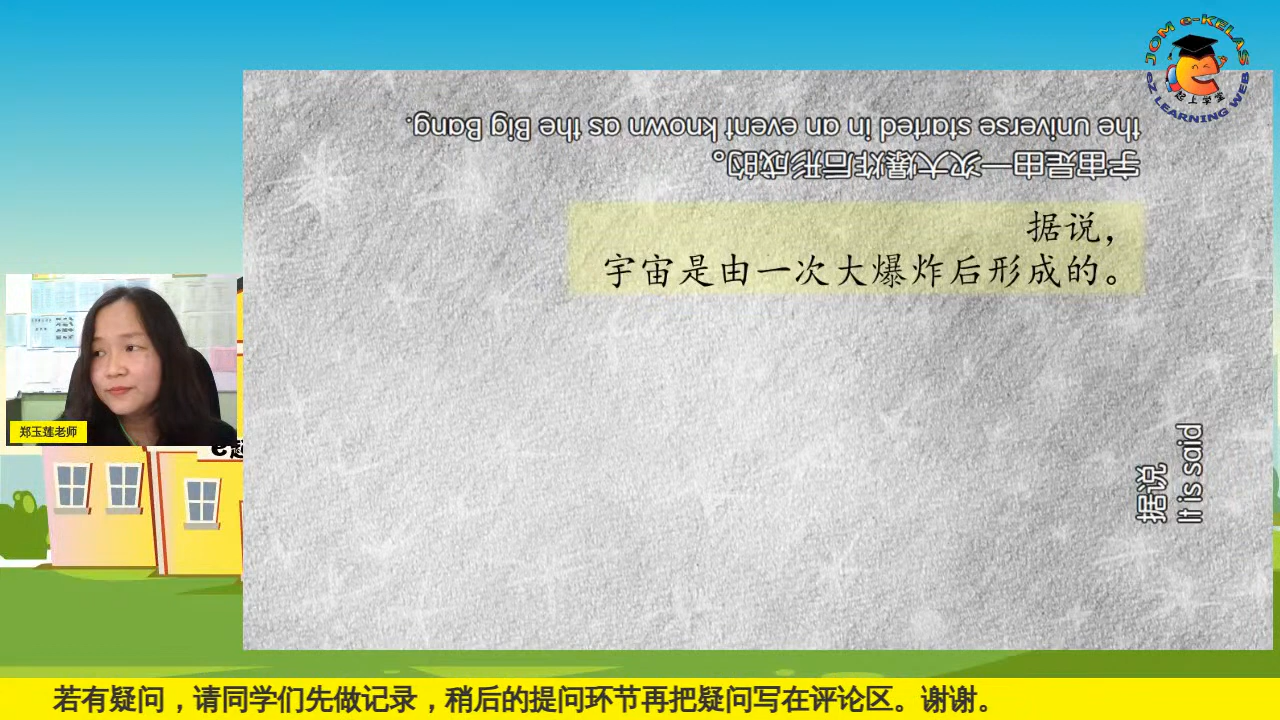 JOM e-KELAS
起上学堂
eZ LEARNING WEB
the universe started in an event known as the Big Bang.
宇宙是由一次大爆炸后形成的。
据说，
宇宙是由一次大爆炸后形成的。
据说
It is said
郑玉莲老师
若有疑问，请同学们先做记录，稍后的提问环节再把疑问写在评论区。谢谢。